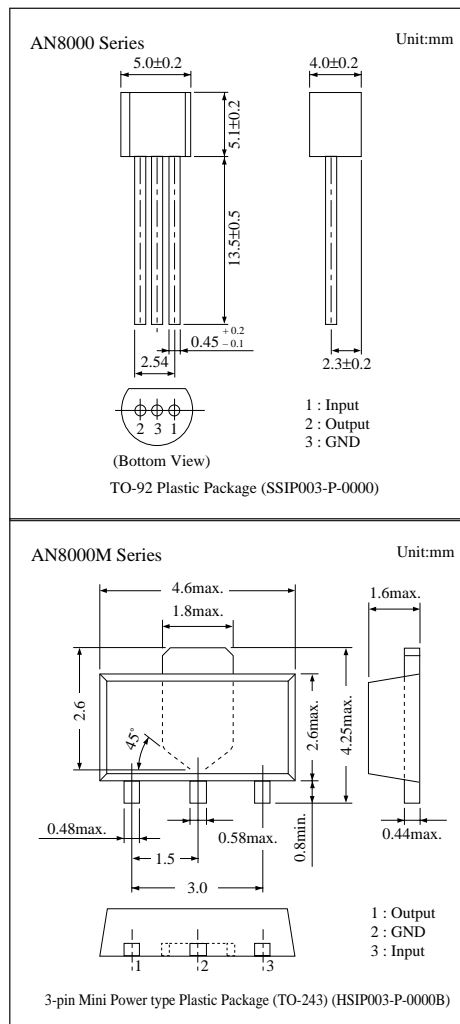 AN8000 Series
Unit:mm
5.0±0.2
4.0±0.2
5.1±0.2
13.5±0.5
0.45 +0.2 −0.1
2.54
2.3±0.2
2 3 1
(Bottom View)
1 : Input
2 : Output
3 : GND
TO-92 Plastic Package (SSIP003-P-0000)
AN8000M Series
Unit:mm
4.6max.
1.6max.
1.8max.
2.6
45°
2.6max.
4.25max.
0.48max.
0.58max.
0.8min.
0.44max.
1.5
3.0
1 2 3
1 : Output
2 : GND
3 : Input
3-pin Mini Power type Plastic Package (TO-243) (HSIP003-P-0000B)